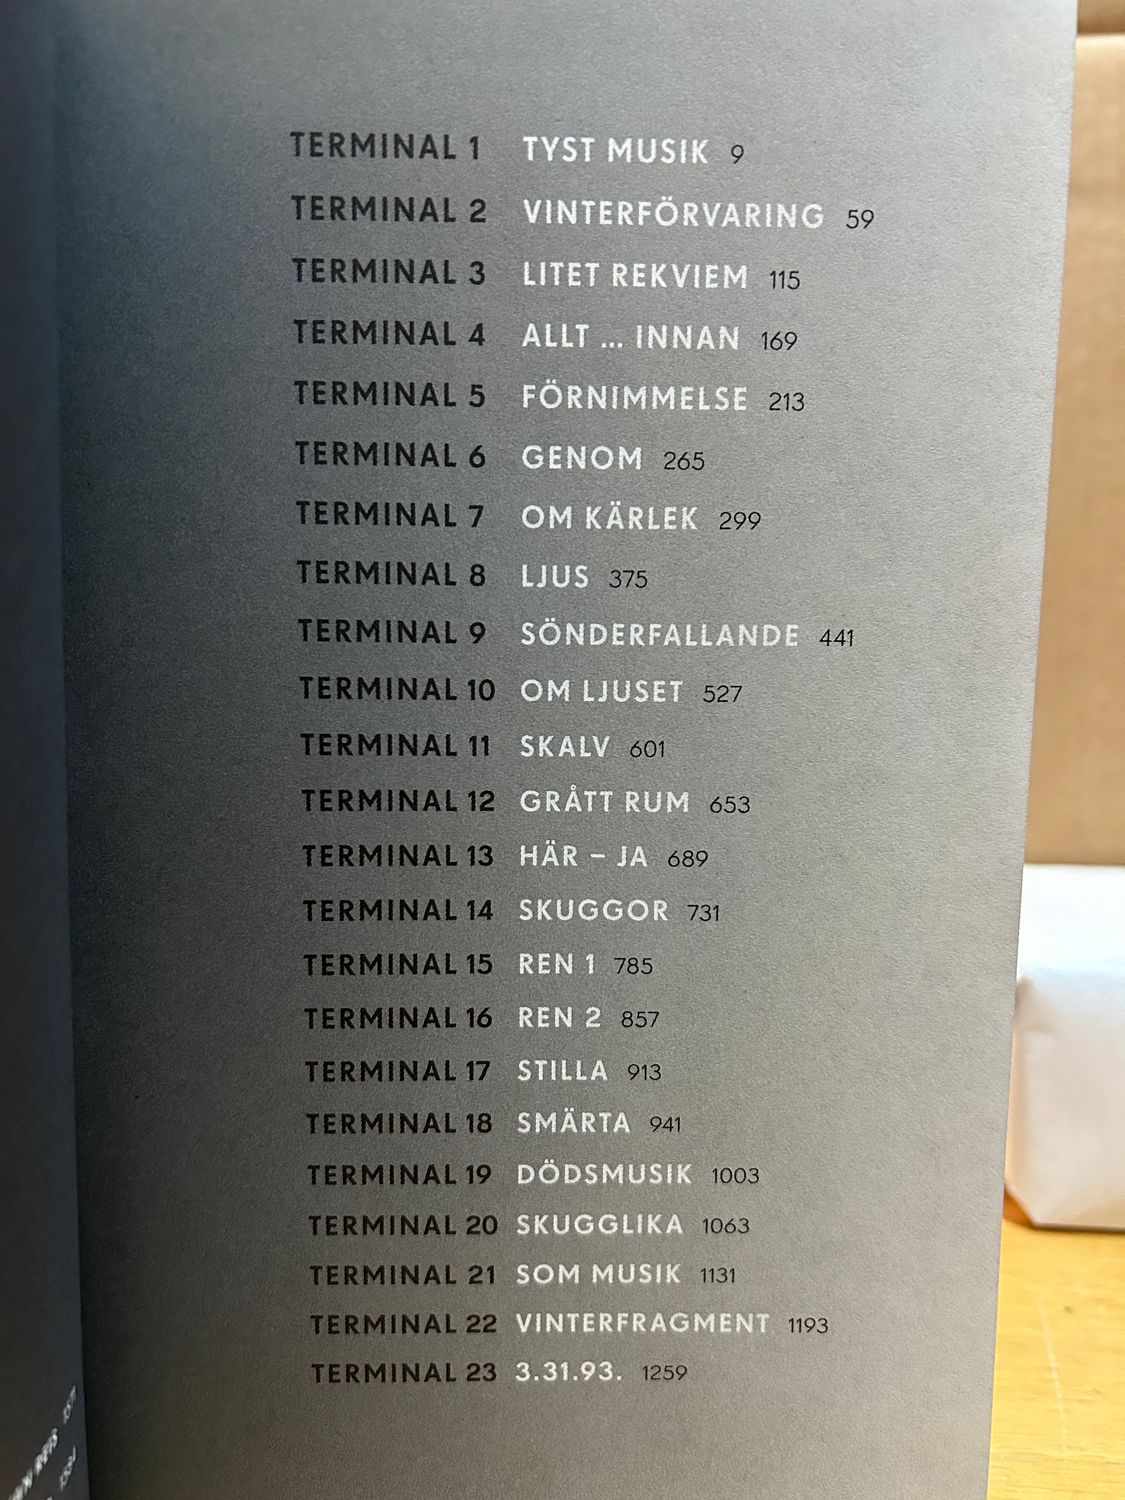 TERMINAL 1 TYST MUSIK 9
TERMINAL 2 VINTERFÖRVARING 59
TERMINAL 3 LITET REKVIEM 115
TERMINAL 4 ALLT ... INNAN 169
TERMINAL 5 FÖRNIMMELSE 213
TERMINAL 6 GENOM 265
TERMINAL 7 OM KÄRLEK 299
TERMINAL 8 LJUS 375
TERMINAL 9 SÖNDERFALLANDE 441
TERMINAL 10 OM LJUSET 527
TERMINAL 11 SKALV 601
TERMINAL 12 GRÅTT RUM 653
TERMINAL 13 HÄR – JA 689
TERMINAL 14 SKUGGOR 731
TERMINAL 15 REN 1 785
TERMINAL 16 REN 2 857
TERMINAL 17 STILLA 913
TERMINAL 18 SMÄRTA 941
TERMINAL 19 DÖDSMUSIK 1003
TERMINAL 20 SKUGGLIKA 1063
TERMINAL 21 SOM MUSIK 1131
TERMINAL 22 VINTERFRAGMENT 1193
TERMINAL 23 3.31.93. 1259